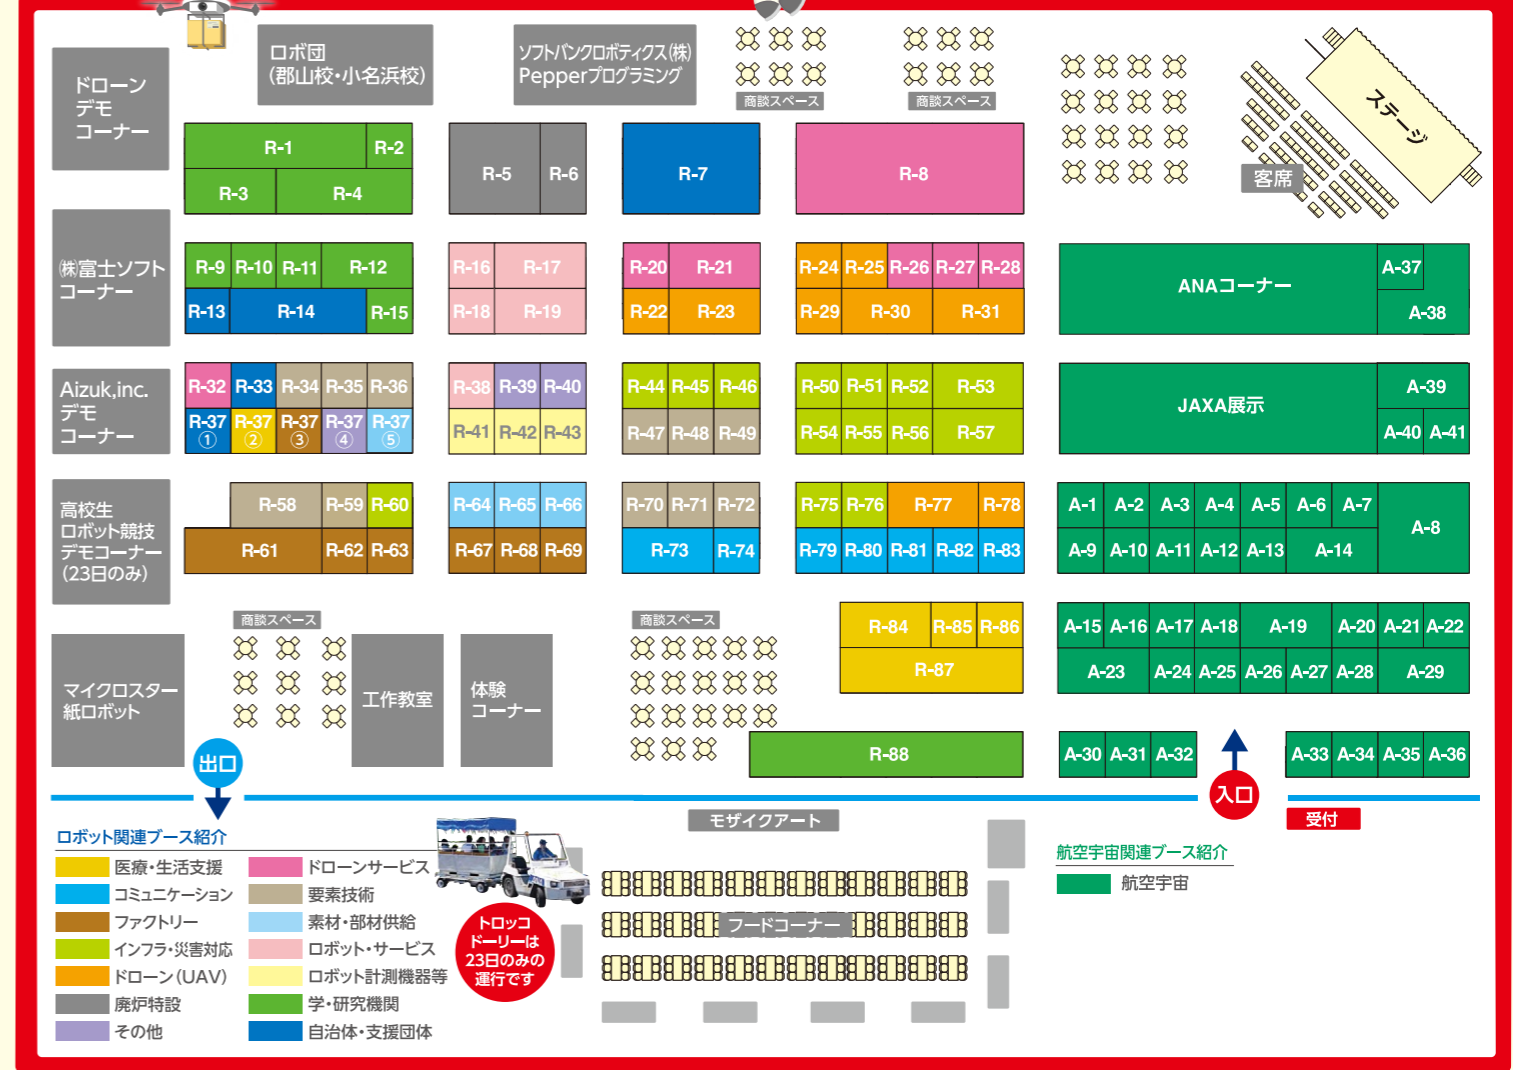 ドローン
デモ
コーナー
ロボ団
(郡山校・小名浜校)
ソフトバンクロボティクス(株)
Pepperプログラミング
商談スペース
商談スペース
ステージ
客席
R-1
R-2
R-3
R-4
R-5
R-6
R-7
R-8
㈱富士ソフト
コーナー
R-9
R-10
R-11
R-12
R-13
R-14
R-15
R-16
R-17
R-18
R-19
R-20
R-21
R-22
R-23
R-24
R-25
R-26
R-27
R-28
R-29
R-30
R-31
ANAコーナー
A-37
A-38
Aizuk,inc.
デモ
コーナー
R-32
R-33
R-34
R-35
R-36
R-37
①
R-37
②
R-37
③
R-37
④
R-37
⑤
R-38
R-39
R-40
R-41
R-42
R-43
R-44
R-45
R-46
R-47
R-48
R-49
R-50
R-51
R-52
R-53
R-54
R-55
R-56
R-57
JAXA展示
A-39
A-40
A-41
高校生
ロボット競技
デモコーナー
(23日のみ)
R-58
R-59
R-60
R-61
R-62
R-63
R-64
R-65
R-66
R-67
R-68
R-69
R-70
R-71
R-72
R-73
R-74
R-75
R-76
R-77
R-78
R-79
R-80
R-81
R-82
R-83
A-1
A-2
A-3
A-4
A-5
A-6
A-7
A-8
A-9
A-10
A-11
A-12
A-13
A-14
マイクロスター
紙ロボット
商談スペース
工作教室
体験
コーナー
商談スペース
R-84
R-85
R-86
R-87
R-88
A-15
A-16
A-17
A-18
A-19
A-20
A-21
A-22
A-23
A-24
A-25
A-26
A-27
A-28
A-29
A-30
A-31
A-32
A-33
A-34
A-35
A-36
出口
入口
受付
ロボット関連ブース紹介
医療・生活支援
コミュニケーション
ファクトリー
インフラ・災害対応
ドローン(UAV)
廃炉特設
その他
ドローンサービス
要素技術
素材・部材供給
ロボット・サービス
ロボット計測機器等
学・研究機関
自治体・支援団体
トロッコ
ドーリーは
23日のみの
運行です
モザイクアート
フードコーナー
航空宇宙関連ブース紹介
航空宇宙